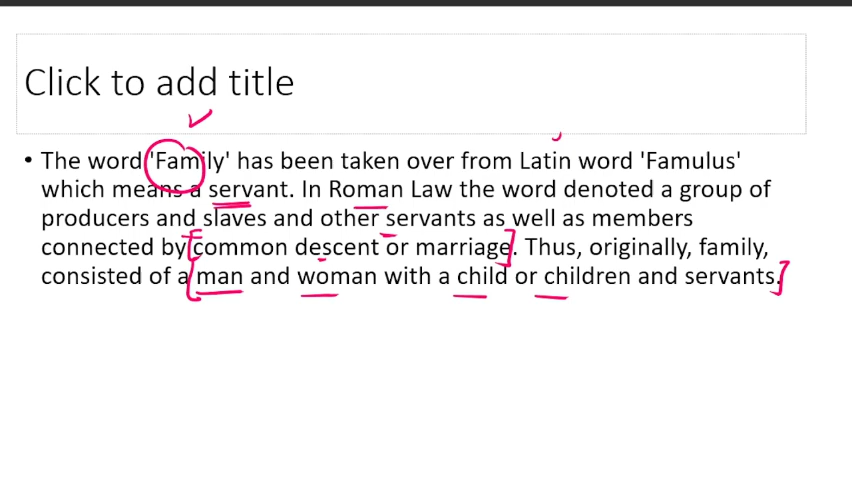 Click to add title
• The word 'Family' has been taken over from Latin word 'Famulus'
which means a servant. In Roman Law the word denoted a group of
producers and slaves and other servants as well as members
connected by common descent or marriage. Thus, originally, family,
consisted of a man and woman with a child or children and servants.